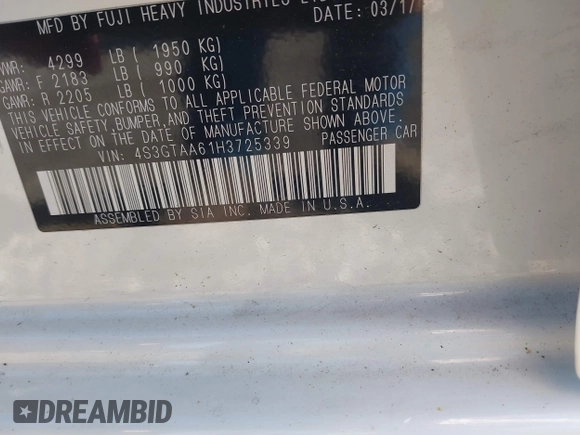 MFD BY FUJI HEAVY INDUSTRIES
DATE: 03/17
4299 LB ( 1950 KG)
GAWR: F 2183 LB ( 990 KG)
GAWR: R 2205 LB ( 1000 KG)
THIS VEHICLE CONFORMS TO ALL APPLICABLE FEDERAL MOTOR
VEHICLE SAFETY, BUMPER, AND THEFT PREVENTION STANDARDS
IN EFFECT ON THE DATE OF MANUFACTURE SHOWN ABOVE.
VIN: 4S3GTAA61H3725339 PASSENGER CAR
ASSEMBLED BY SIA INC. MADE IN U.S.A.
DREAMBID